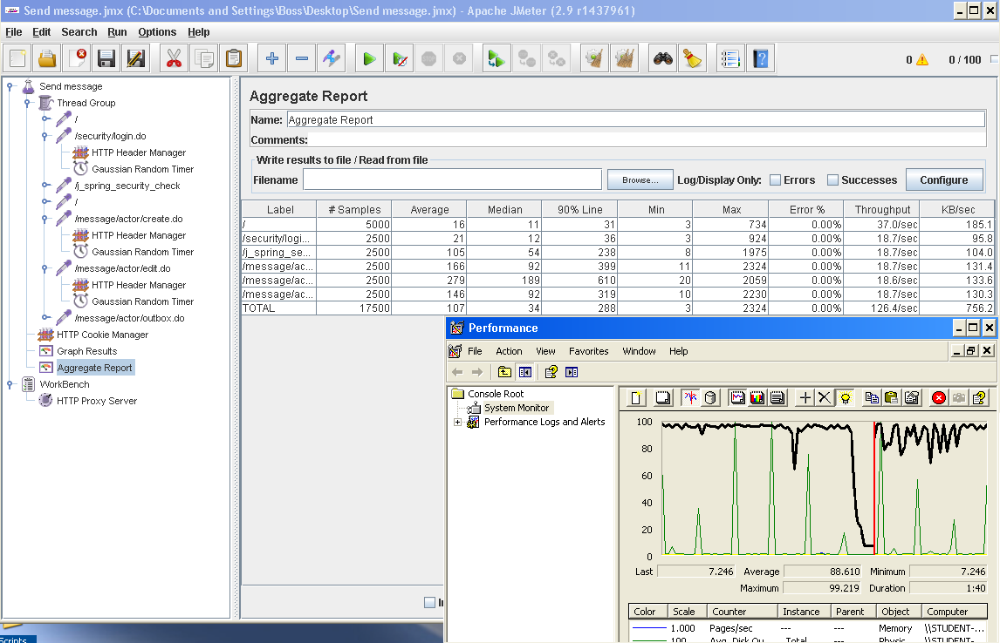 Send message.jmx (C:\Documents and Settings\Boss\Desktop\Send message.jmx) - Apache JMeter (2.9 r1437961)
File Edit Search Run Options Help
0 0 / 100
Send message
Thread Group
/
/security/login.do
HTTP Header Manager
Gaussian Random Timer
/j_spring_security_check
/
/message/actor/create.do
HTTP Header Manager
Gaussian Random Timer
/message/actor/edit.do
HTTP Header Manager
Gaussian Random Timer
/message/actor/outbox.do
HTTP Cookie Manager
Graph Results
Aggregate Report
WorkBench
HTTP Proxy Server
Aggregate Report
Name: Aggregate Report
Comments:
Write results to file / Read from file
Filename Browse... Log/Display Only: Errors Successes Configure
Label # Samples Average Median 90% Line Min Max Error % Throughput KB/sec
/ 5000 16 11 31 3 734 0.00% 37.0/sec 185.1
/security/logi... 2500 21 12 36 3 924 0.00% 18.7/sec 95.8
/j_spring_se... 2500 105 54 238 8 1975 0.00% 18.7/sec 104.0
/message/ac... 2500 166 92 399 11 2324 0.00% 18.7/sec 131.4
/message/ac... 2500 279 189 610 20 2059 0.00% 18.6/sec 133.6
/message/ac... 2500 146 92 319 10 2230 0.00% 18.7/sec 130.3
TOTAL 17500 107 34 288 3 2324 0.00% 126.4/sec 756.2
Performance
File Action View Favorites Window Help
Console Root
System Monitor
Performance Logs and Alerts
100
80
60
40
20
0
Last 7.246 Average 88.610 Minimum 7.246
Maximum 99.219 Duration 1:40
Color Scale Counter Instance Parent Object Computer
1.000 Pages/sec --- --- Memory \\STUDENT-...
100 Avg. Disk Qu Total --- Physic \\STUDENT-
Scripts